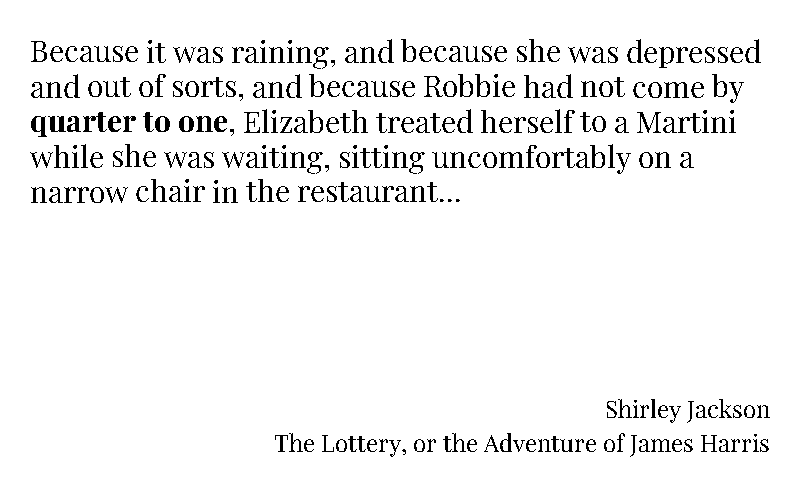 Because it was raining, and because she was depressed
and out of sorts, and because Robbie had not come by
quarter to one, Elizabeth treated herself to a Martini
while she was waiting, sitting uncomfortably on a
narrow chair in the restaurant...
Shirley Jackson
The Lottery, or the Adventure of James Harris